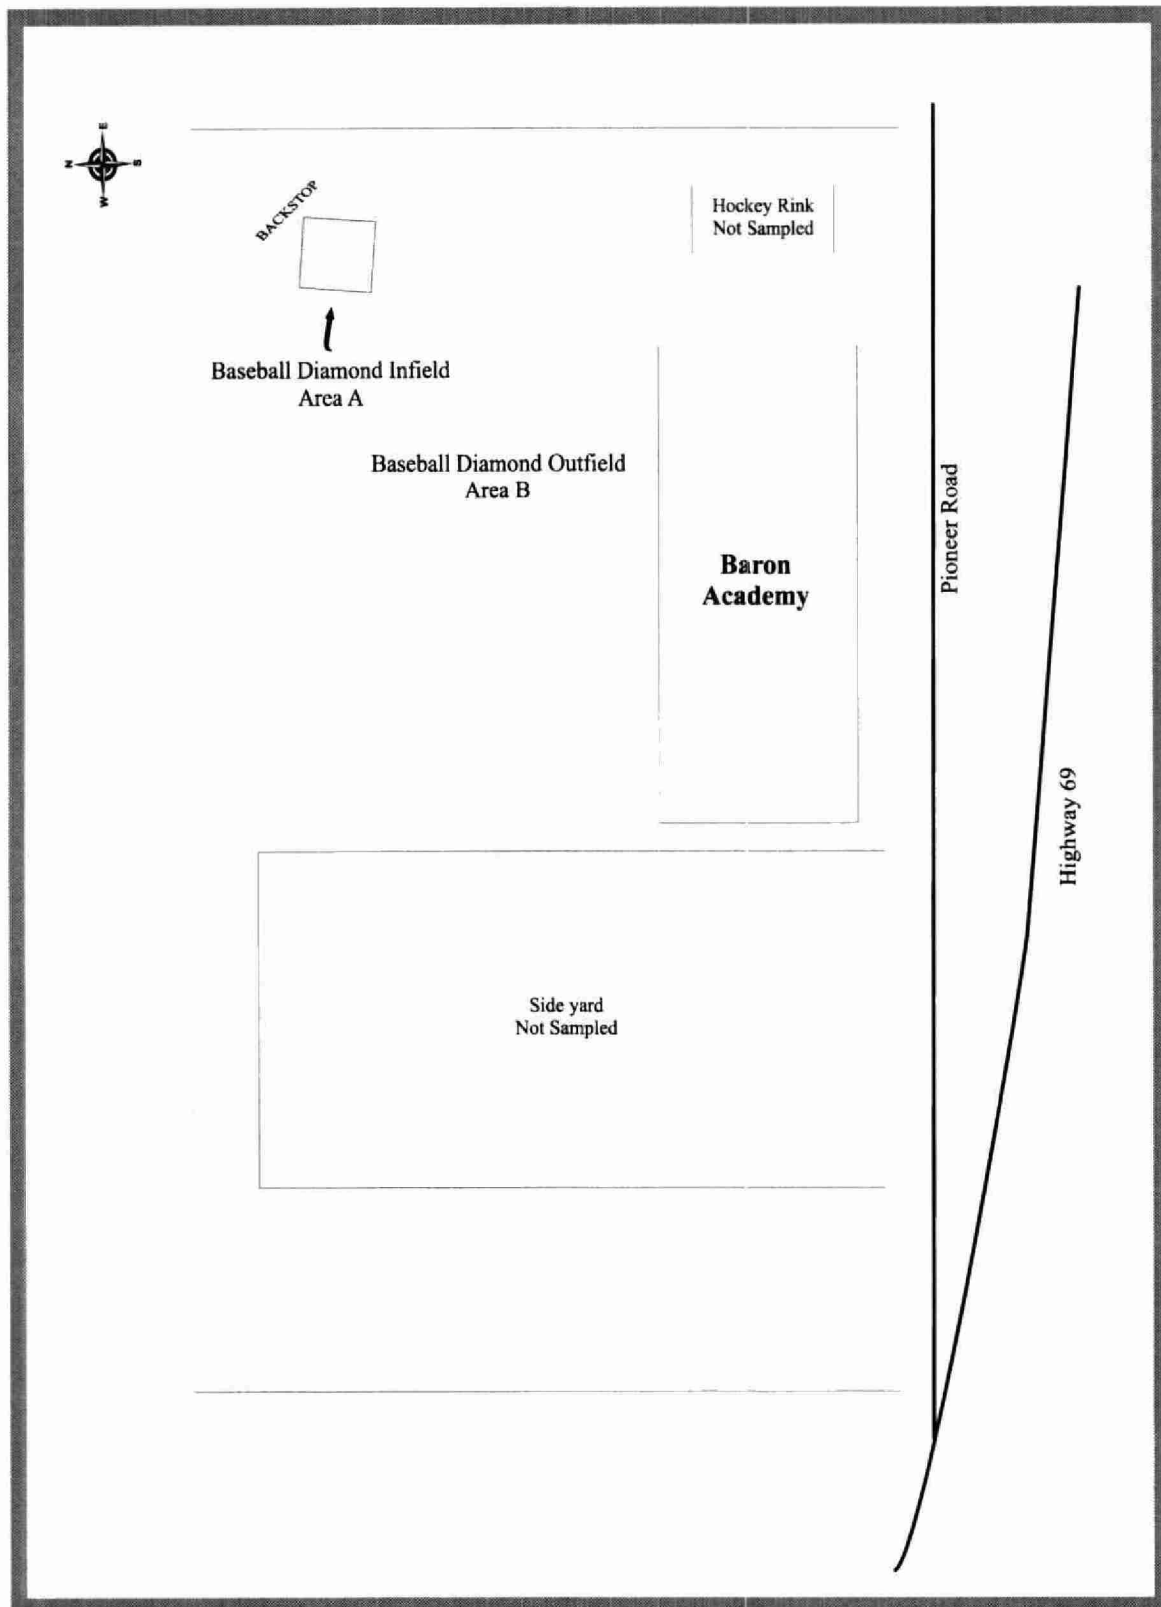 E
N
S
W
BACKSTOP
Hockey Rink
Not Sampled
Baseball Diamond Infield
Area A
Baseball Diamond Outfield
Area B
Pioneer Road
Baron
Academy
Highway 69
Side yard
Not Sampled